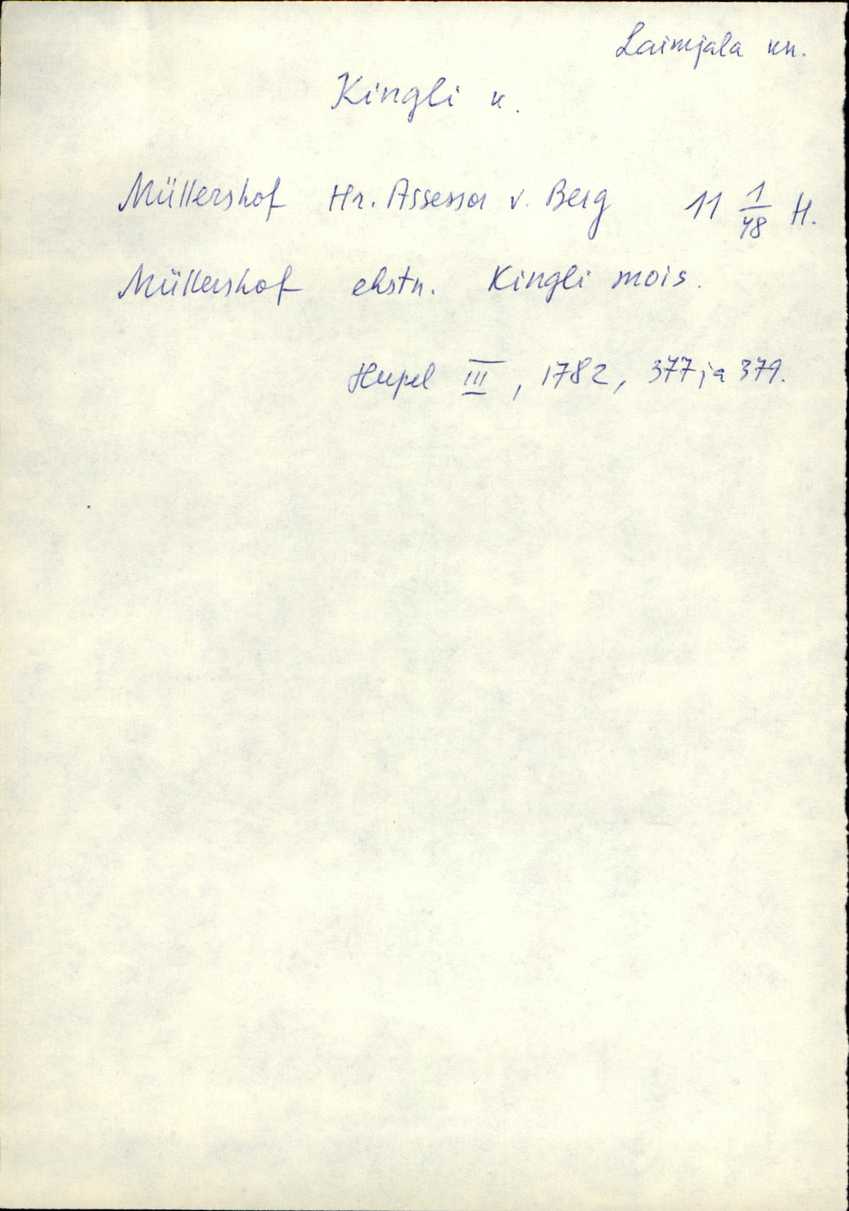 Laimjala kn.
Kingli k.
Müllershof Hr. Assessor v. Berg 11 1/48 H.
Müllershof ehstn. Kingli mois.
Hupel III, 1782, 377 ja 379.